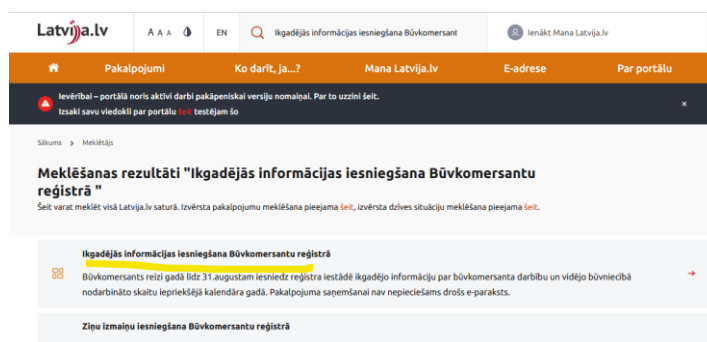 Latvija.lv
A A A
EN
Ikgadējās informācijas iesniegšana Būvkomersant
Ienākt Mana Latvija.lv
Pakalpojumi
Ko darīt, ja...?
Mana Latvija.lv
E-adrese
Par portālu
Ievērībai – portālā noris aktīvi darbi pakāpeniskai versiju nomaiņai. Par to uzzini šeit.
Izsaki savu viedokli par portālu šeit testējam šo
×
Sākums > Meklētājs
Meklēšanas rezultāti "Ikgadējās informācijas iesniegšana Būvkomersantu
reģistrā "
Šeit varat meklēt visā Latvija.lv saturā. Izvērsta pakalpojumu meklēšana pieejama šeit, izvērsta dzīves situāciju meklēšana pieejama šeit.
Ikgadējās informācijas iesniegšana Būvkomersantu reģistrā
Būvkomersants reizi gadā līdz 31.augustam iesniedz reģistra iestādē ikgadējo informāciju par būvkomersanta darbību un vidējo būvniecībā
nodarbināto skaitu iepriekšējā kalendāra gadā. Pakalpojuma saņemšanai nav nepieciešams drošs e-paraksts.
Ziņu izmaiņu iesniegšana Būvkomersantu reģistrā